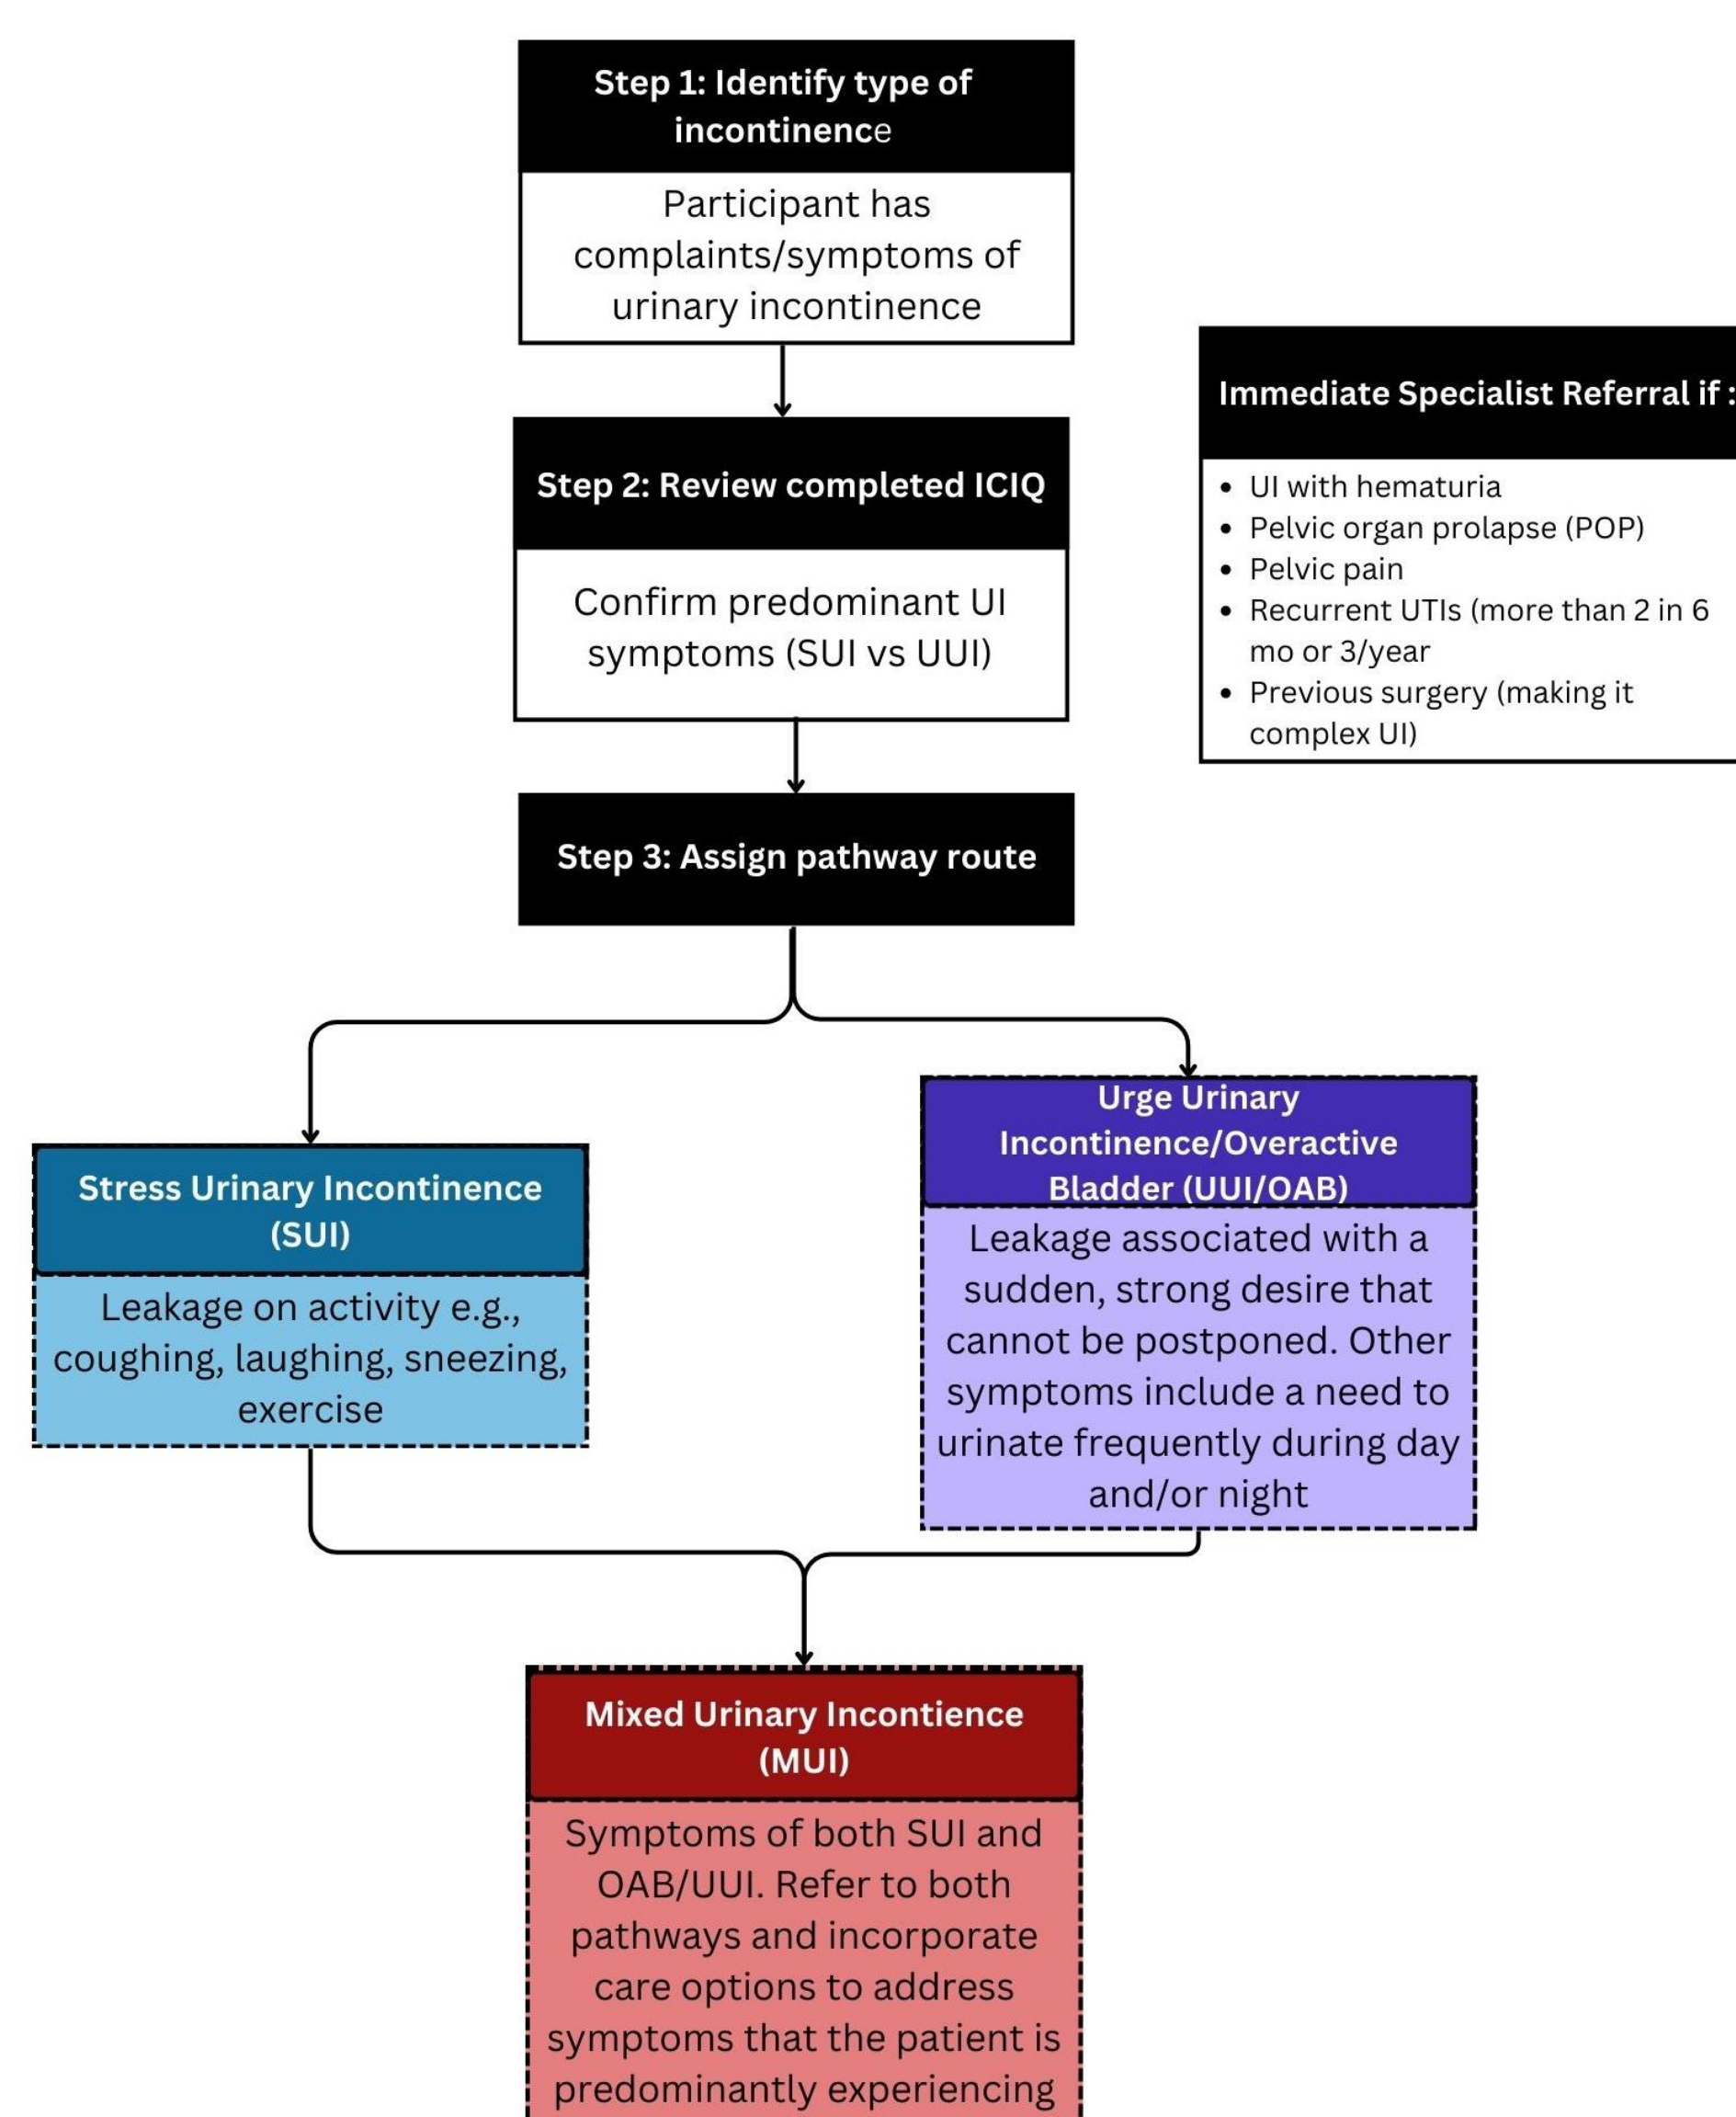 Step 1: Identify type of
incontinence
Participant has
complaints/symptoms of
urinary incontinence
Immediate Specialist Referral if :
UI with hematuria
Pelvic organ prolapse (POP)
Pelvic pain
Recurrent UTIs (more than 2 in 6
mo or 3/year
Previous surgery (making it
complex UI)
Step 2: Review completed ICIQ
Confirm predominant UI
symptoms (SUI vs UUI)
Step 3: Assign pathway route
Stress Urinary Incontinence
(SUI)
Leakage on activity e.g.,
coughing, laughing, sneezing,
exercise
Urge Urinary
Incontinence/Overactive
Bladder (UUI/OAB)
Leakage associated with a
sudden, strong desire that
cannot be postponed. Other
symptoms include a need to
urinate frequently during day
and/or night
Mixed Urinary Incontience
(MUI)
Symptoms of both SUI and
OAB/UUI. Refer to both
pathways and incorporate
care options to address
symptoms that the patient is
predominantly experiencing